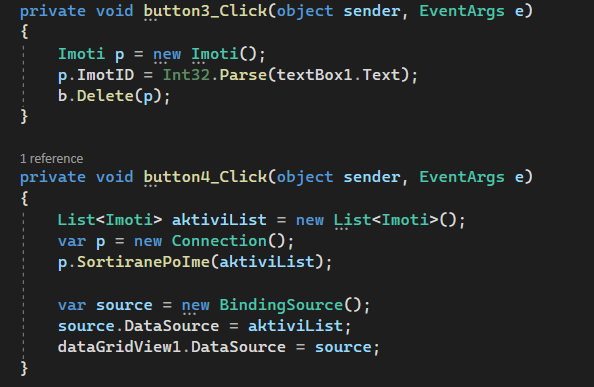 private void button3_Click(object sender, EventArgs e)
{
    Imoti p = new Imoti();
    p.ImotID = Int32.Parse(textBox1.Text);
    b.Delete(p);
}
1 reference
private void button4_Click(object sender, EventArgs e)
{
    List<Imoti> aktiviList = new List<Imoti>();
    var p = new Connection();
    p.SortiranePoIme(aktiviList);
    var source = new BindingSource();
    source.DataSource = aktiviList;
    dataGridView1.DataSource = source;
}